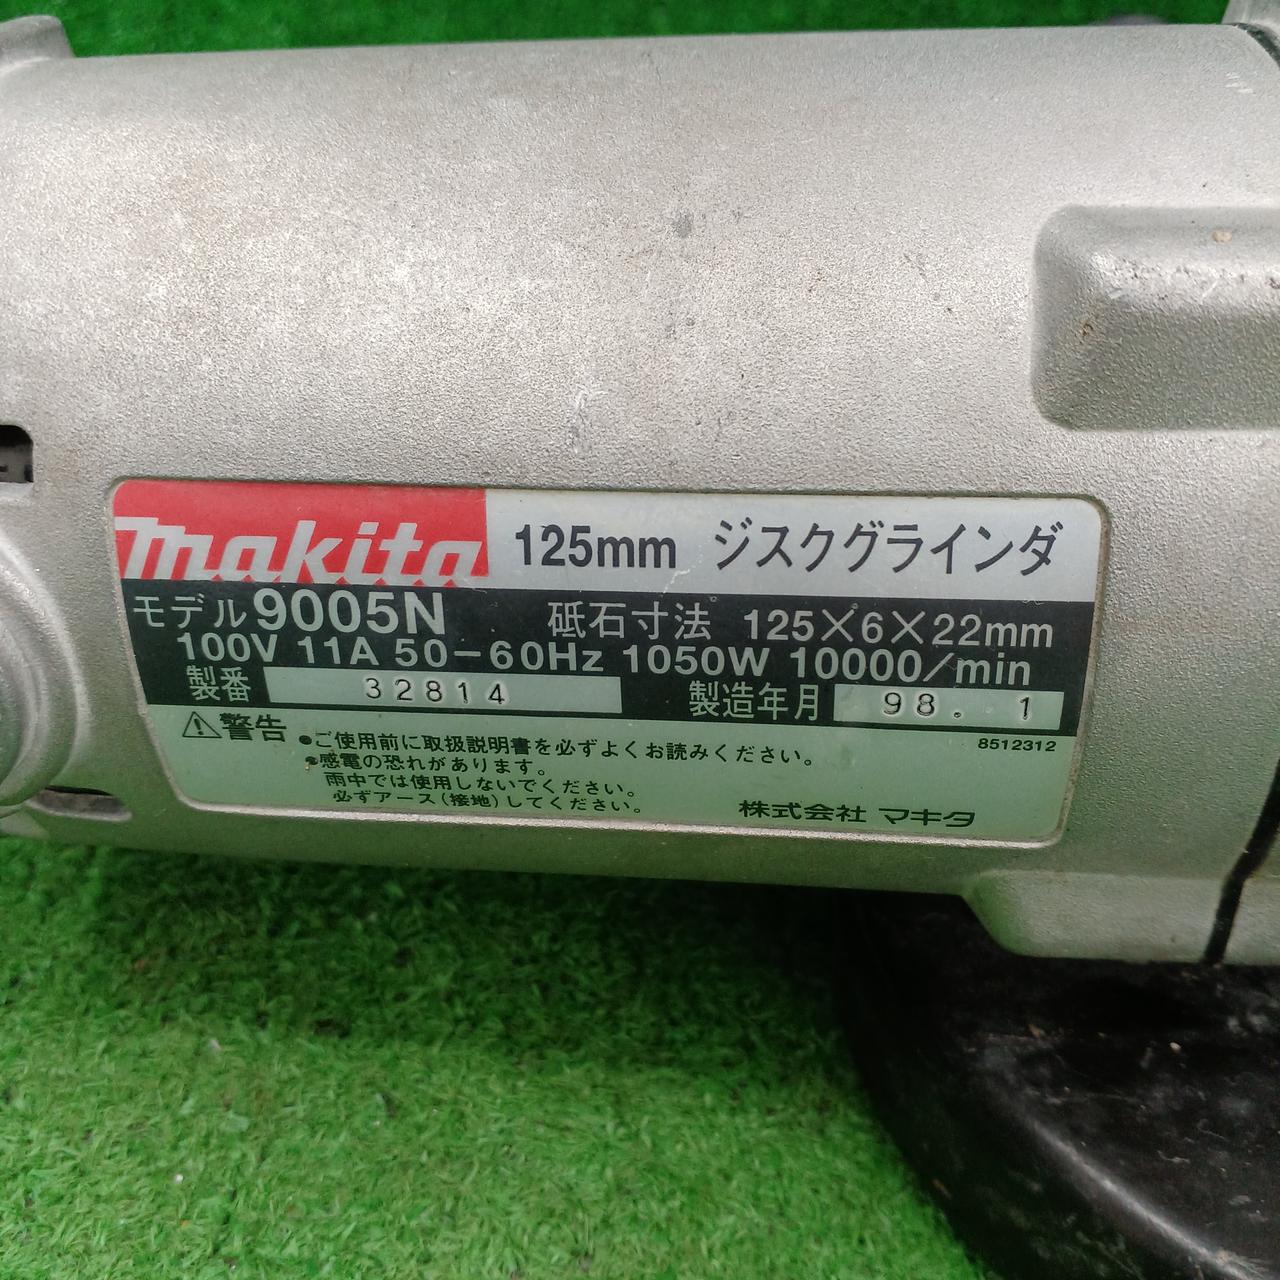 makita 125mm ジスクグラインダ
モデル 9005N 砥石寸法 125×6×22mm
100V 11A 50-60Hz 1050W 10000/min
製番 32814 製造年月 98. 1
⚠警告 ●ご使用前に取扱説明書を必ずよくお読みください。 8512312
●感電の恐れがあります。
雨中では使用しないでください。
必ずアース(接地)してください。
株式会社 マキタ